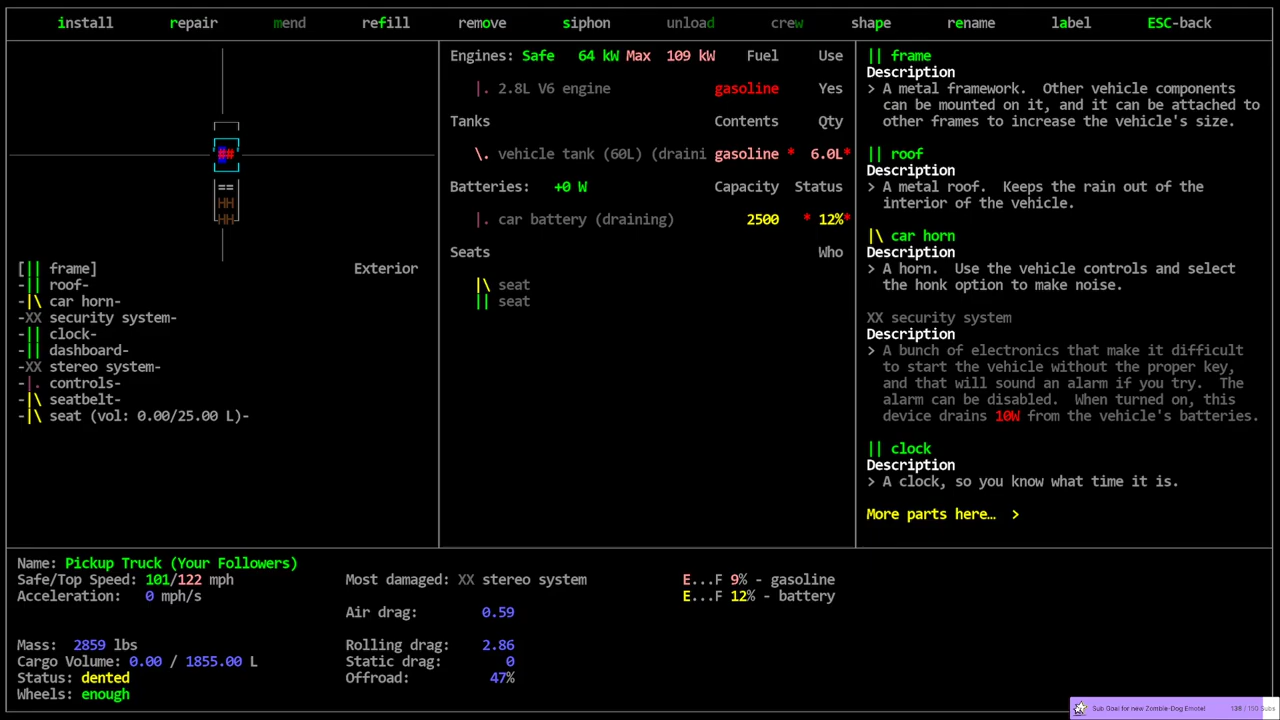 install repair mend refill remove siphon unload crew shape rename label ESC-back
[|| frame] Exterior
-|| roof-
-|\ car horn-
-XX security system-
-|| clock-
-|| dashboard-
-XX stereo system-
-|. controls-
-|\ seatbelt-
-|\ seat (vol: 0.00/25.00 L)-
Engines: Safe 64 kW Max 109 kW Fuel Use
|. 2.8L V6 engine gasoline Yes
Tanks Contents Qty
\. vehicle tank (60L) (draini gasoline * 6.0L*
Batteries: +0 W Capacity Status
|. car battery (draining) 2500 * 12%*
Seats Who
|\ seat
|| seat
|| frame
Description
> A metal framework. Other vehicle components
can be mounted on it, and it can be attached to
other frames to increase the vehicle's size.
|| roof
Description
> A metal roof. Keeps the rain out of the
interior of the vehicle.
|\ car horn
Description
> A horn. Use the vehicle controls and select
the honk option to make noise.
XX security system
Description
> A bunch of electronics that make it difficult
to start the vehicle without the proper key,
and that will sound an alarm if you try. The
alarm can be disabled. When turned on, this
device drains 10W from the vehicle's batteries.
|| clock
Description
> A clock, so you know what time it is.
More parts here… >
Name: Pickup Truck (Your Followers)
Safe/Top Speed: 101/122 mph Most damaged: XX stereo system E...F 9% - gasoline
Acceleration: 0 mph/s E...F 12% - battery
Air drag: 0.59
Mass: 2859 lbs Rolling drag: 2.86
Cargo Volume: 0.00 / 1855.00 L Static drag: 0
Status: dented Offroad: 47%
Wheels: enough
Sub Goal for new Zombie-Dog Emote! 138 / 150 Subs